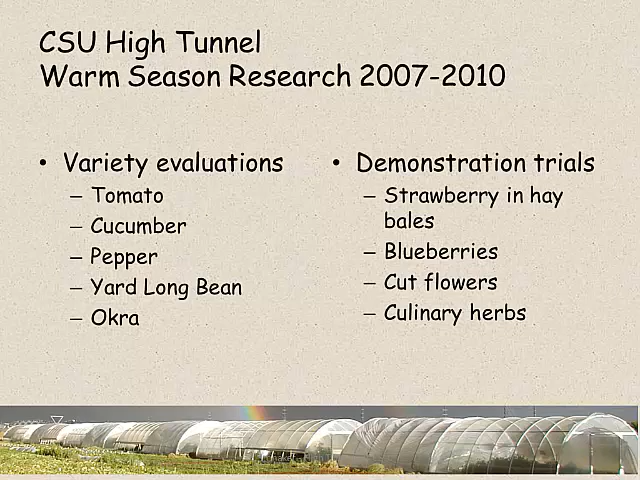 CSU High Tunnel
Warm Season Research 2007-2010
• Variety evaluations
– Tomato
– Cucumber
– Pepper
– Yard Long Bean
– Okra
• Demonstration trials
– Strawberry in hay
bales
– Blueberries
– Cut flowers
– Culinary herbs